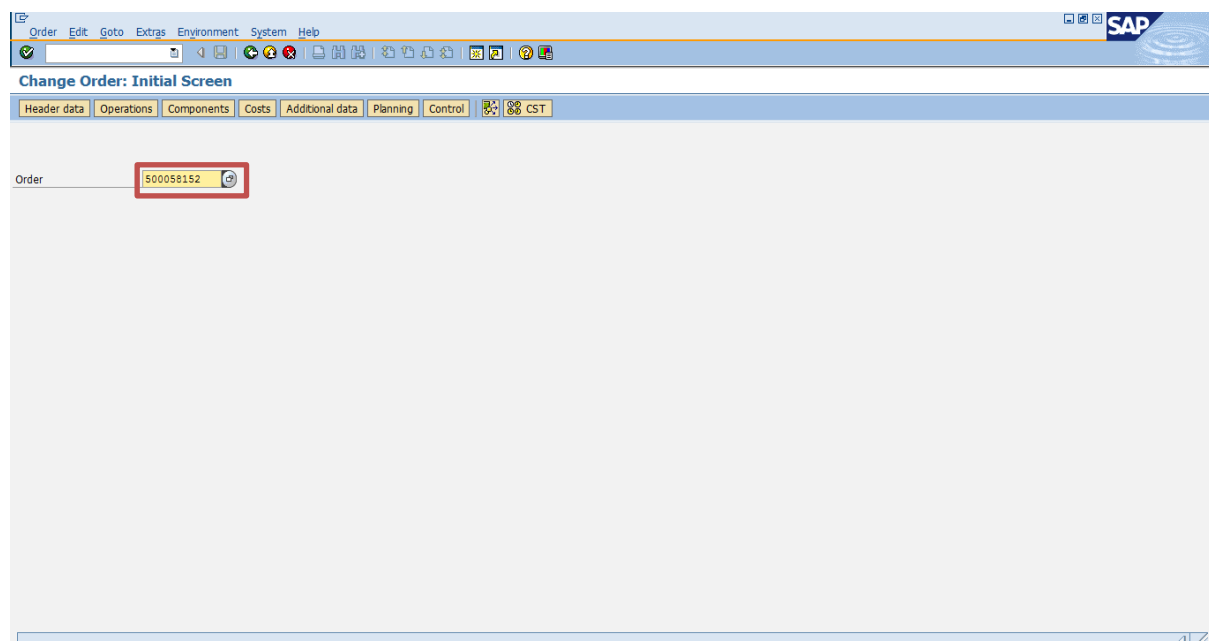 Order Edit Goto Extras Environment System Help
SAP
Change Order: Initial Screen
Header data Operations Components Costs Additional data Planning Control CST
Order 500058152